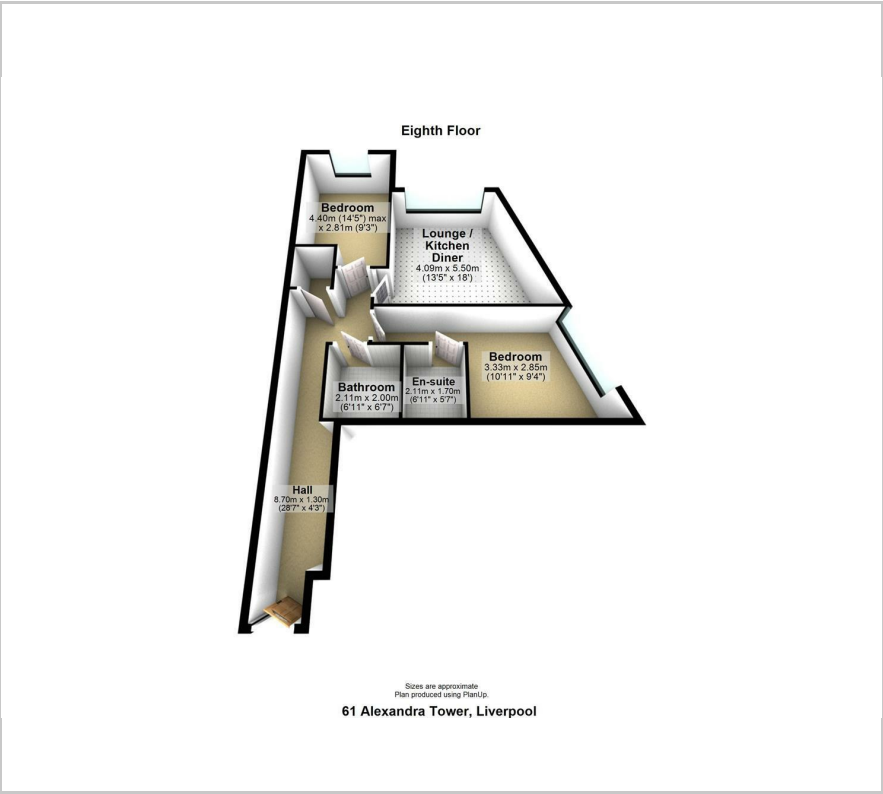 Eighth Floor
Bedroom
4.40m (14'5") max
x 2.81m (9'3")
Lounge /
Kitchen
Diner
4.09m x 5.50m
(13'5" x 18')
Bedroom
3.33m x 2.85m
(10'11" x 9'4")
Bathroom
2.11m x 2.00m
(6'11" x 6'7")
En-suite
2.11m x 1.70m
(6'11" x 5'7")
Hall
8.70m x 1.30m
(28'7" x 4'3")
Sizes are approximate
Plan produced using PlanUp.
61 Alexandra Tower, Liverpool